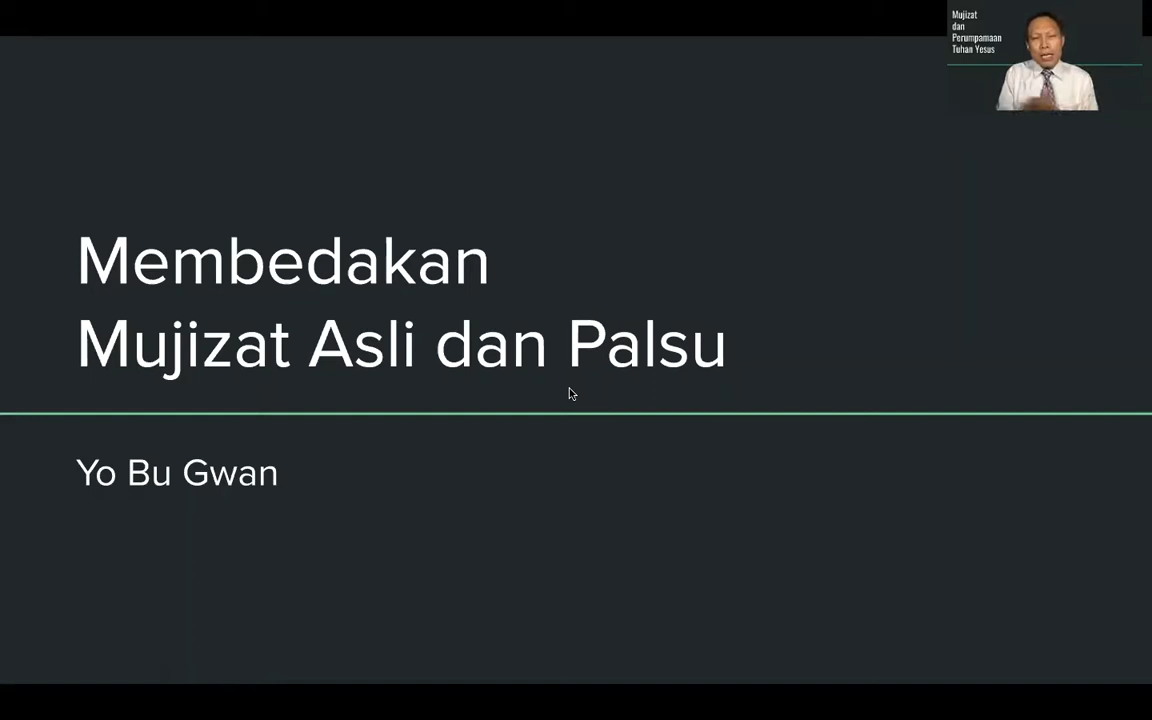 Mujizat
dan
Perumpamaan
Tuhan Yesus
Membedakan
Mujizat Asli dan Palsu
Yo Bu Gwan